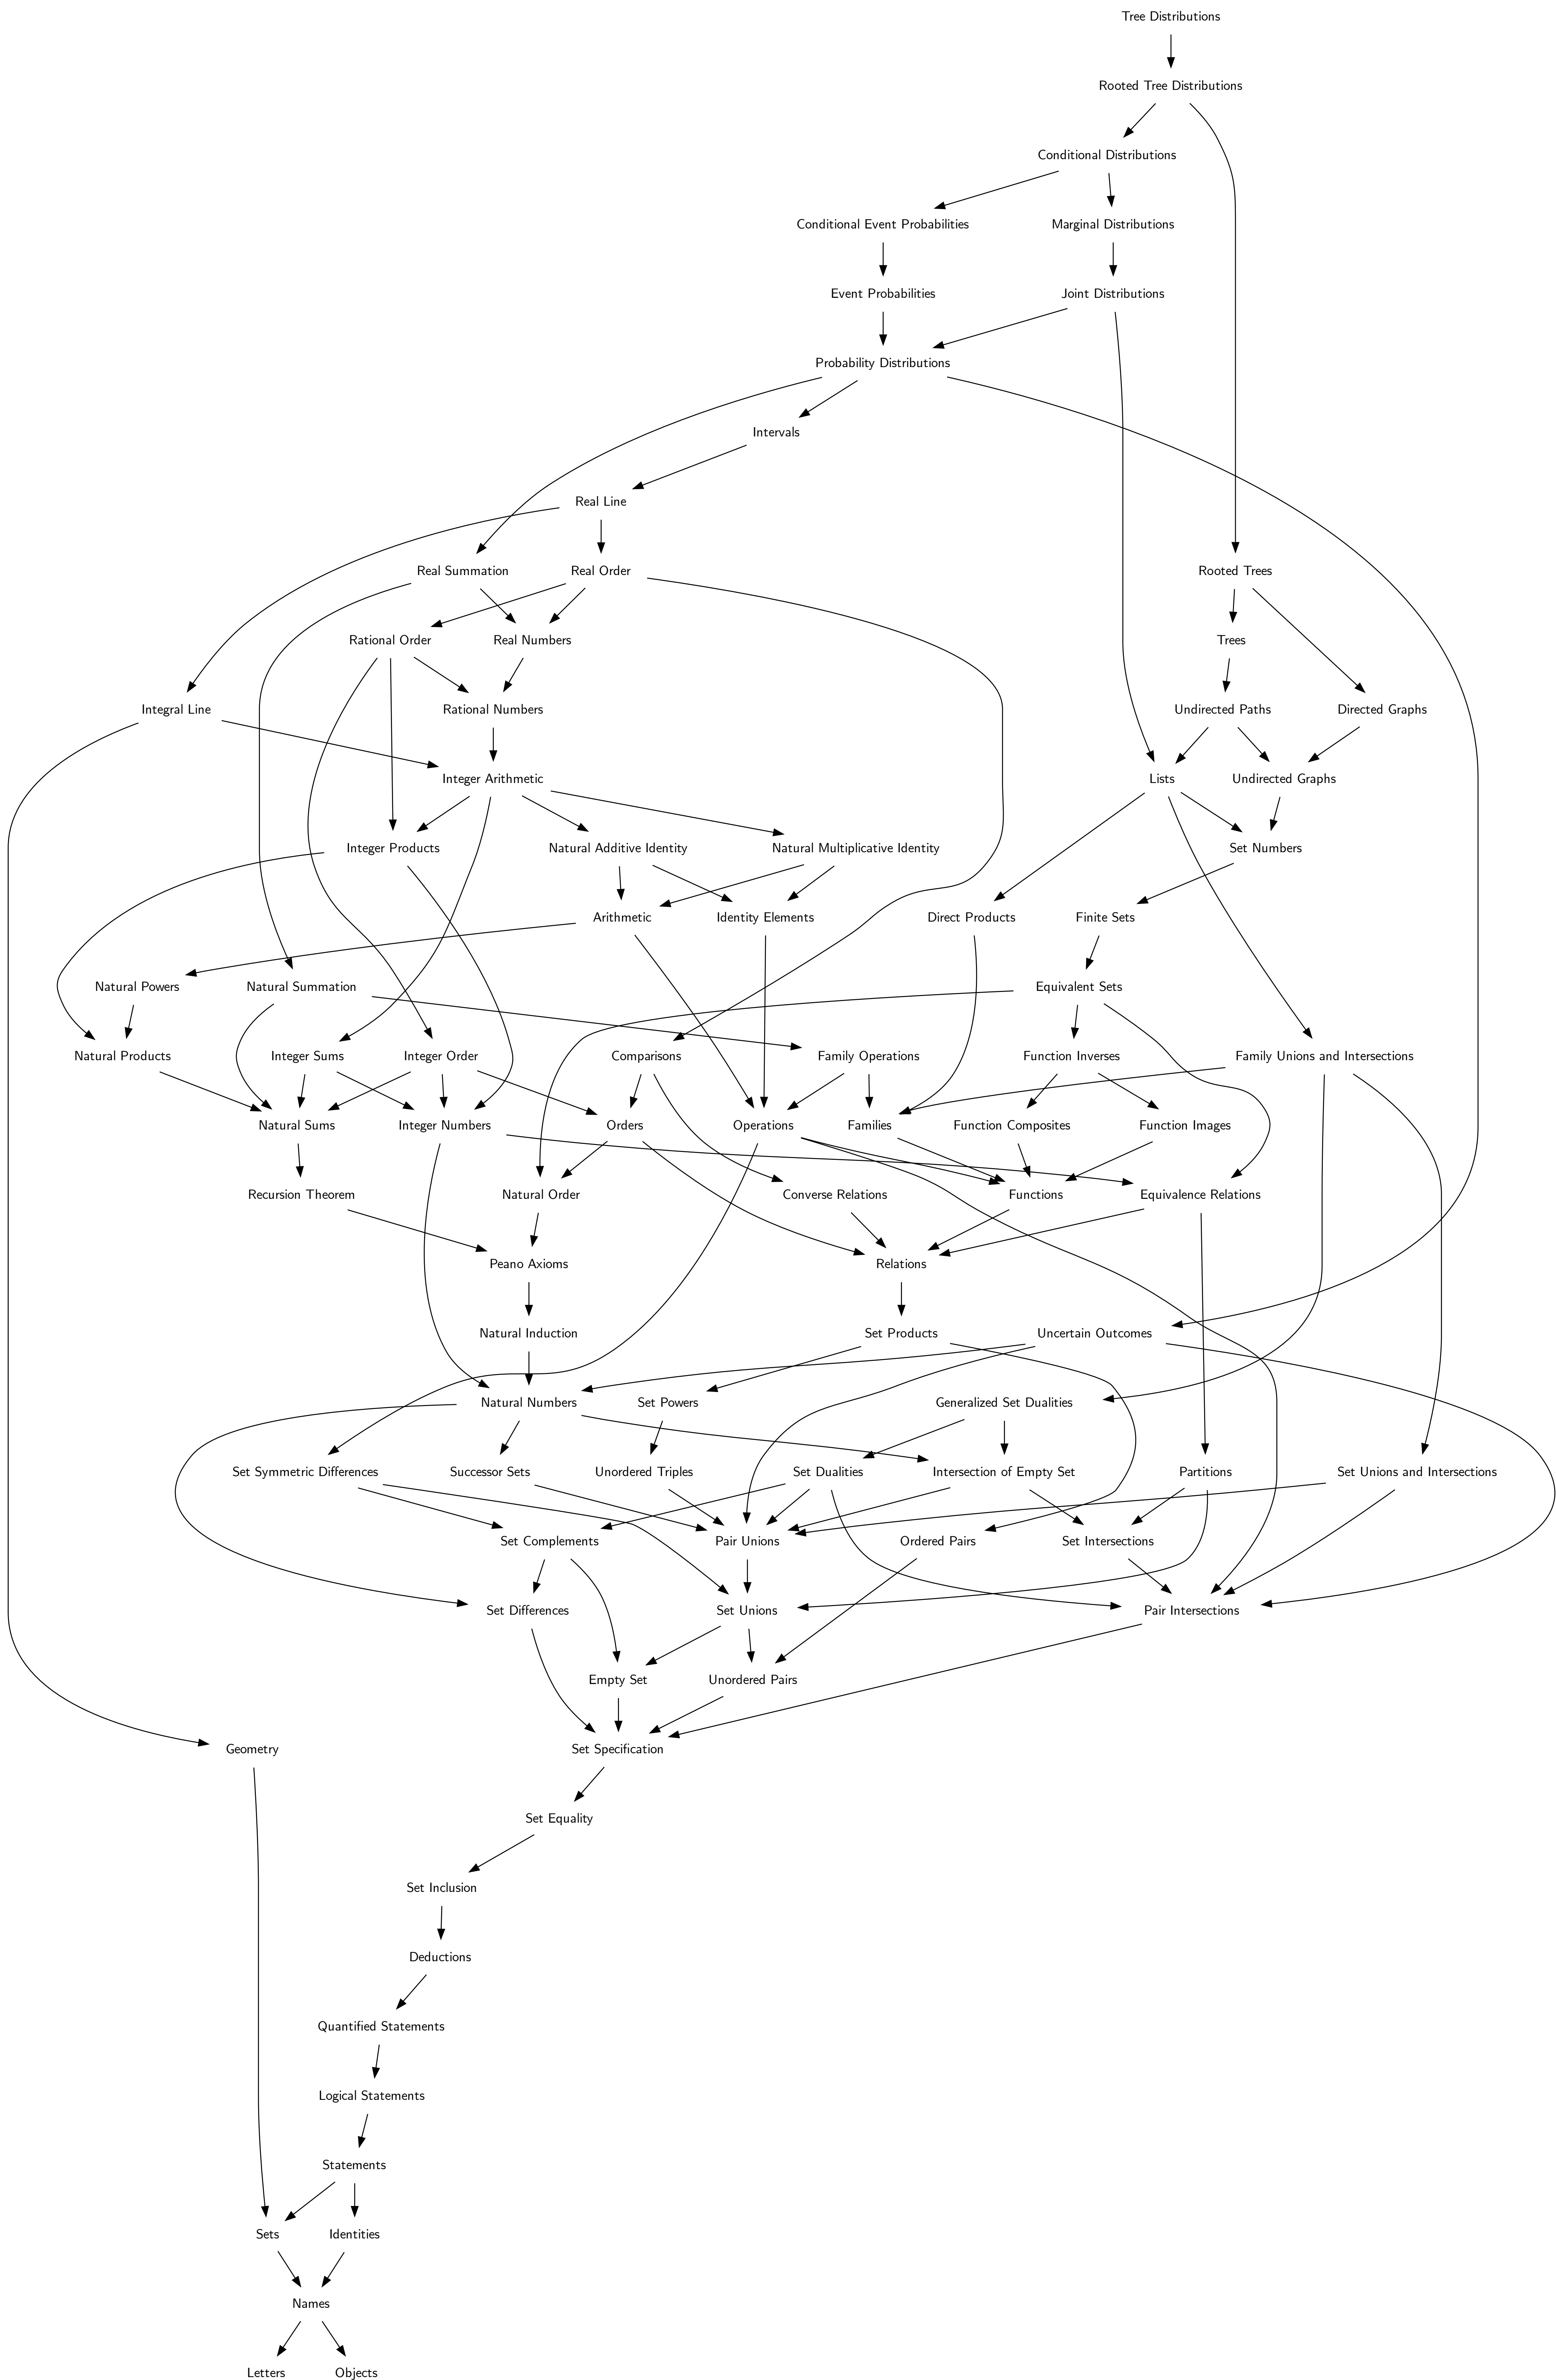 Tree Distributions
Rooted Tree Distributions
Conditional Distributions
Conditional Event Probabilities
Marginal Distributions
Event Probabilities
Joint Distributions
Probability Distributions
Intervals
Real Line
Real Summation
Real Order
Rooted Trees
Rational Order
Real Numbers
Trees
Integral Line
Rational Numbers
Undirected Paths
Directed Graphs
Integer Arithmetic
Lists
Undirected Graphs
Integer Products
Natural Additive Identity
Natural Multiplicative Identity
Set Numbers
Arithmetic
Identity Elements
Direct Products
Finite Sets
Natural Powers
Natural Summation
Equivalent Sets
Natural Products
Integer Sums
Integer Order
Comparisons
Family Operations
Function Inverses
Family Unions and Intersections
Natural Sums
Integer Numbers
Orders
Operations
Families
Function Composites
Function Images
Recursion Theorem
Natural Order
Converse Relations
Functions
Equivalence Relations
Peano Axioms
Relations
Natural Induction
Set Products
Uncertain Outcomes
Natural Numbers
Set Powers
Generalized Set Dualities
Set Symmetric Differences
Successor Sets
Unordered Triples
Set Dualities
Intersection of Empty Set
Partitions
Set Unions and Intersections
Set Complements
Pair Unions
Ordered Pairs
Set Intersections
Set Differences
Set Unions
Pair Intersections
Empty Set
Unordered Pairs
Geometry
Set Specification
Set Equality
Set Inclusion
Deductions
Quantified Statements
Logical Statements
Statements
Sets
Identities
Names
Letters
Objects